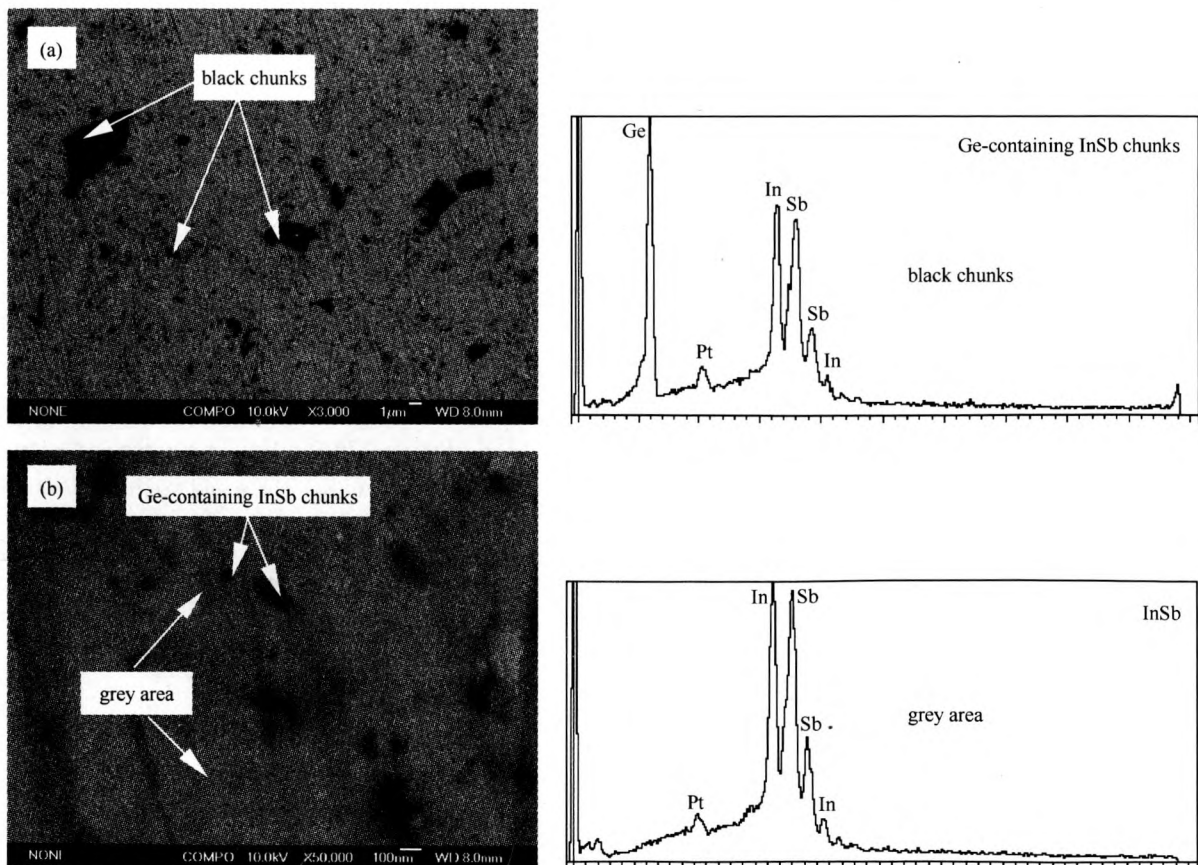 (a)
black chunks
NONE COMPO 10.0kV X3,000 1µm WD 8.0mm
Ge
Ge-containing InSb chunks
In
Sb
black chunks
Sb
Pt
In
(b)
Ge-containing InSb chunks
grey area
NONE COMPO 10.0kV X50,000 100nm WD 8.0mm
In
Sb
InSb
grey area
Sb
Pt
In